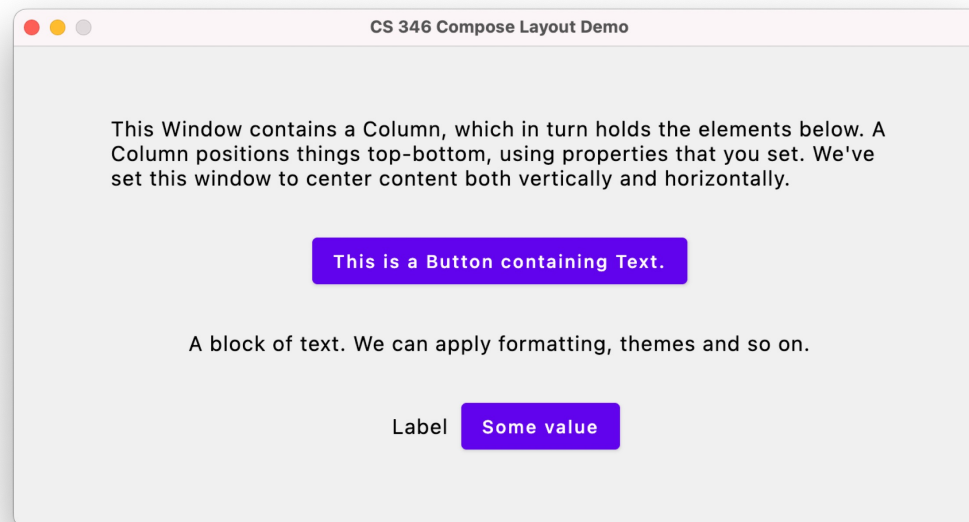 CS 346 Compose Layout Demo
This Window contains a Column, which in turn holds the elements below. A
Column positions things top-bottom, using properties that you set. We've
set this window to center content both vertically and horizontally.
This is a Button containing Text.
A block of text. We can apply formatting, themes and so on.
Label Some value